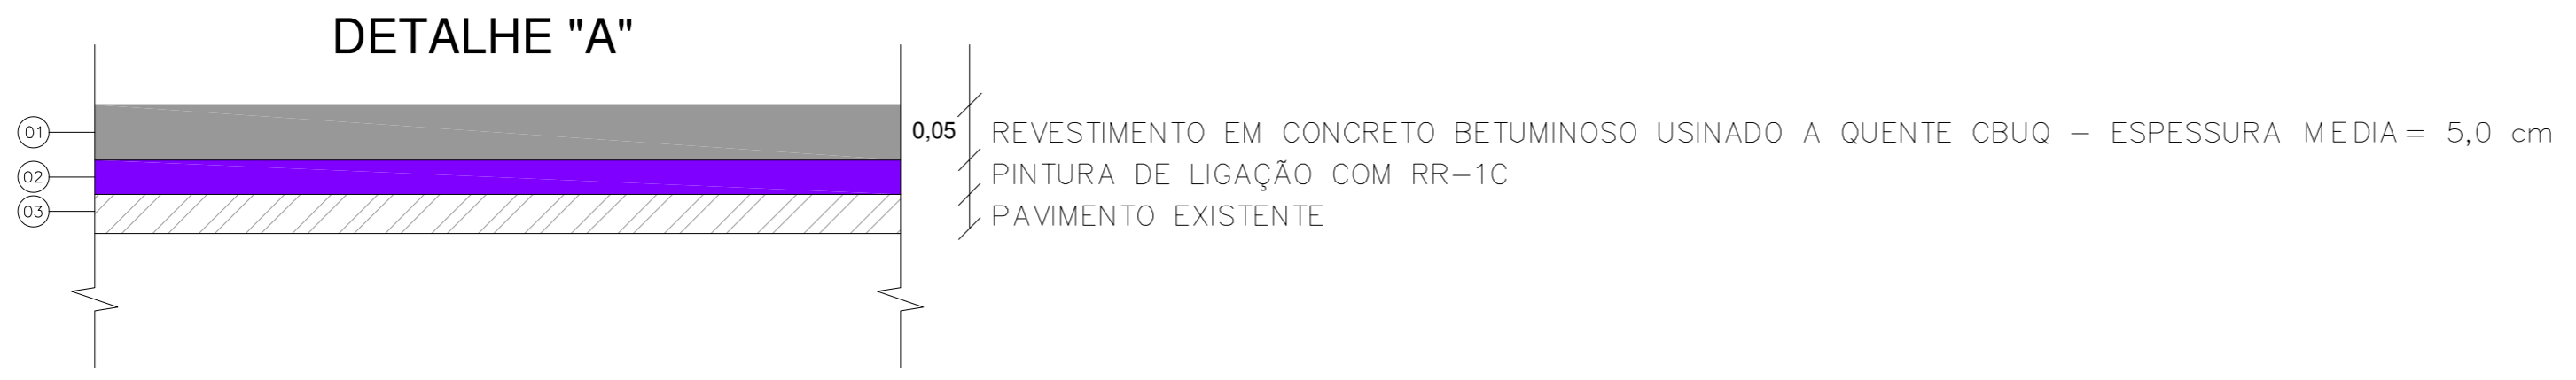 DETALHE "A"
01
0,05
REVESTIMENTO EM CONCRETO BETUMINOSO USINADO A QUENTE CBUQ – ESPESSURA MEDIA= 5,0 cm
02
PINTURA DE LIGAÇÃO COM RR–1C
03
PAVIMENTO EXISTENTE